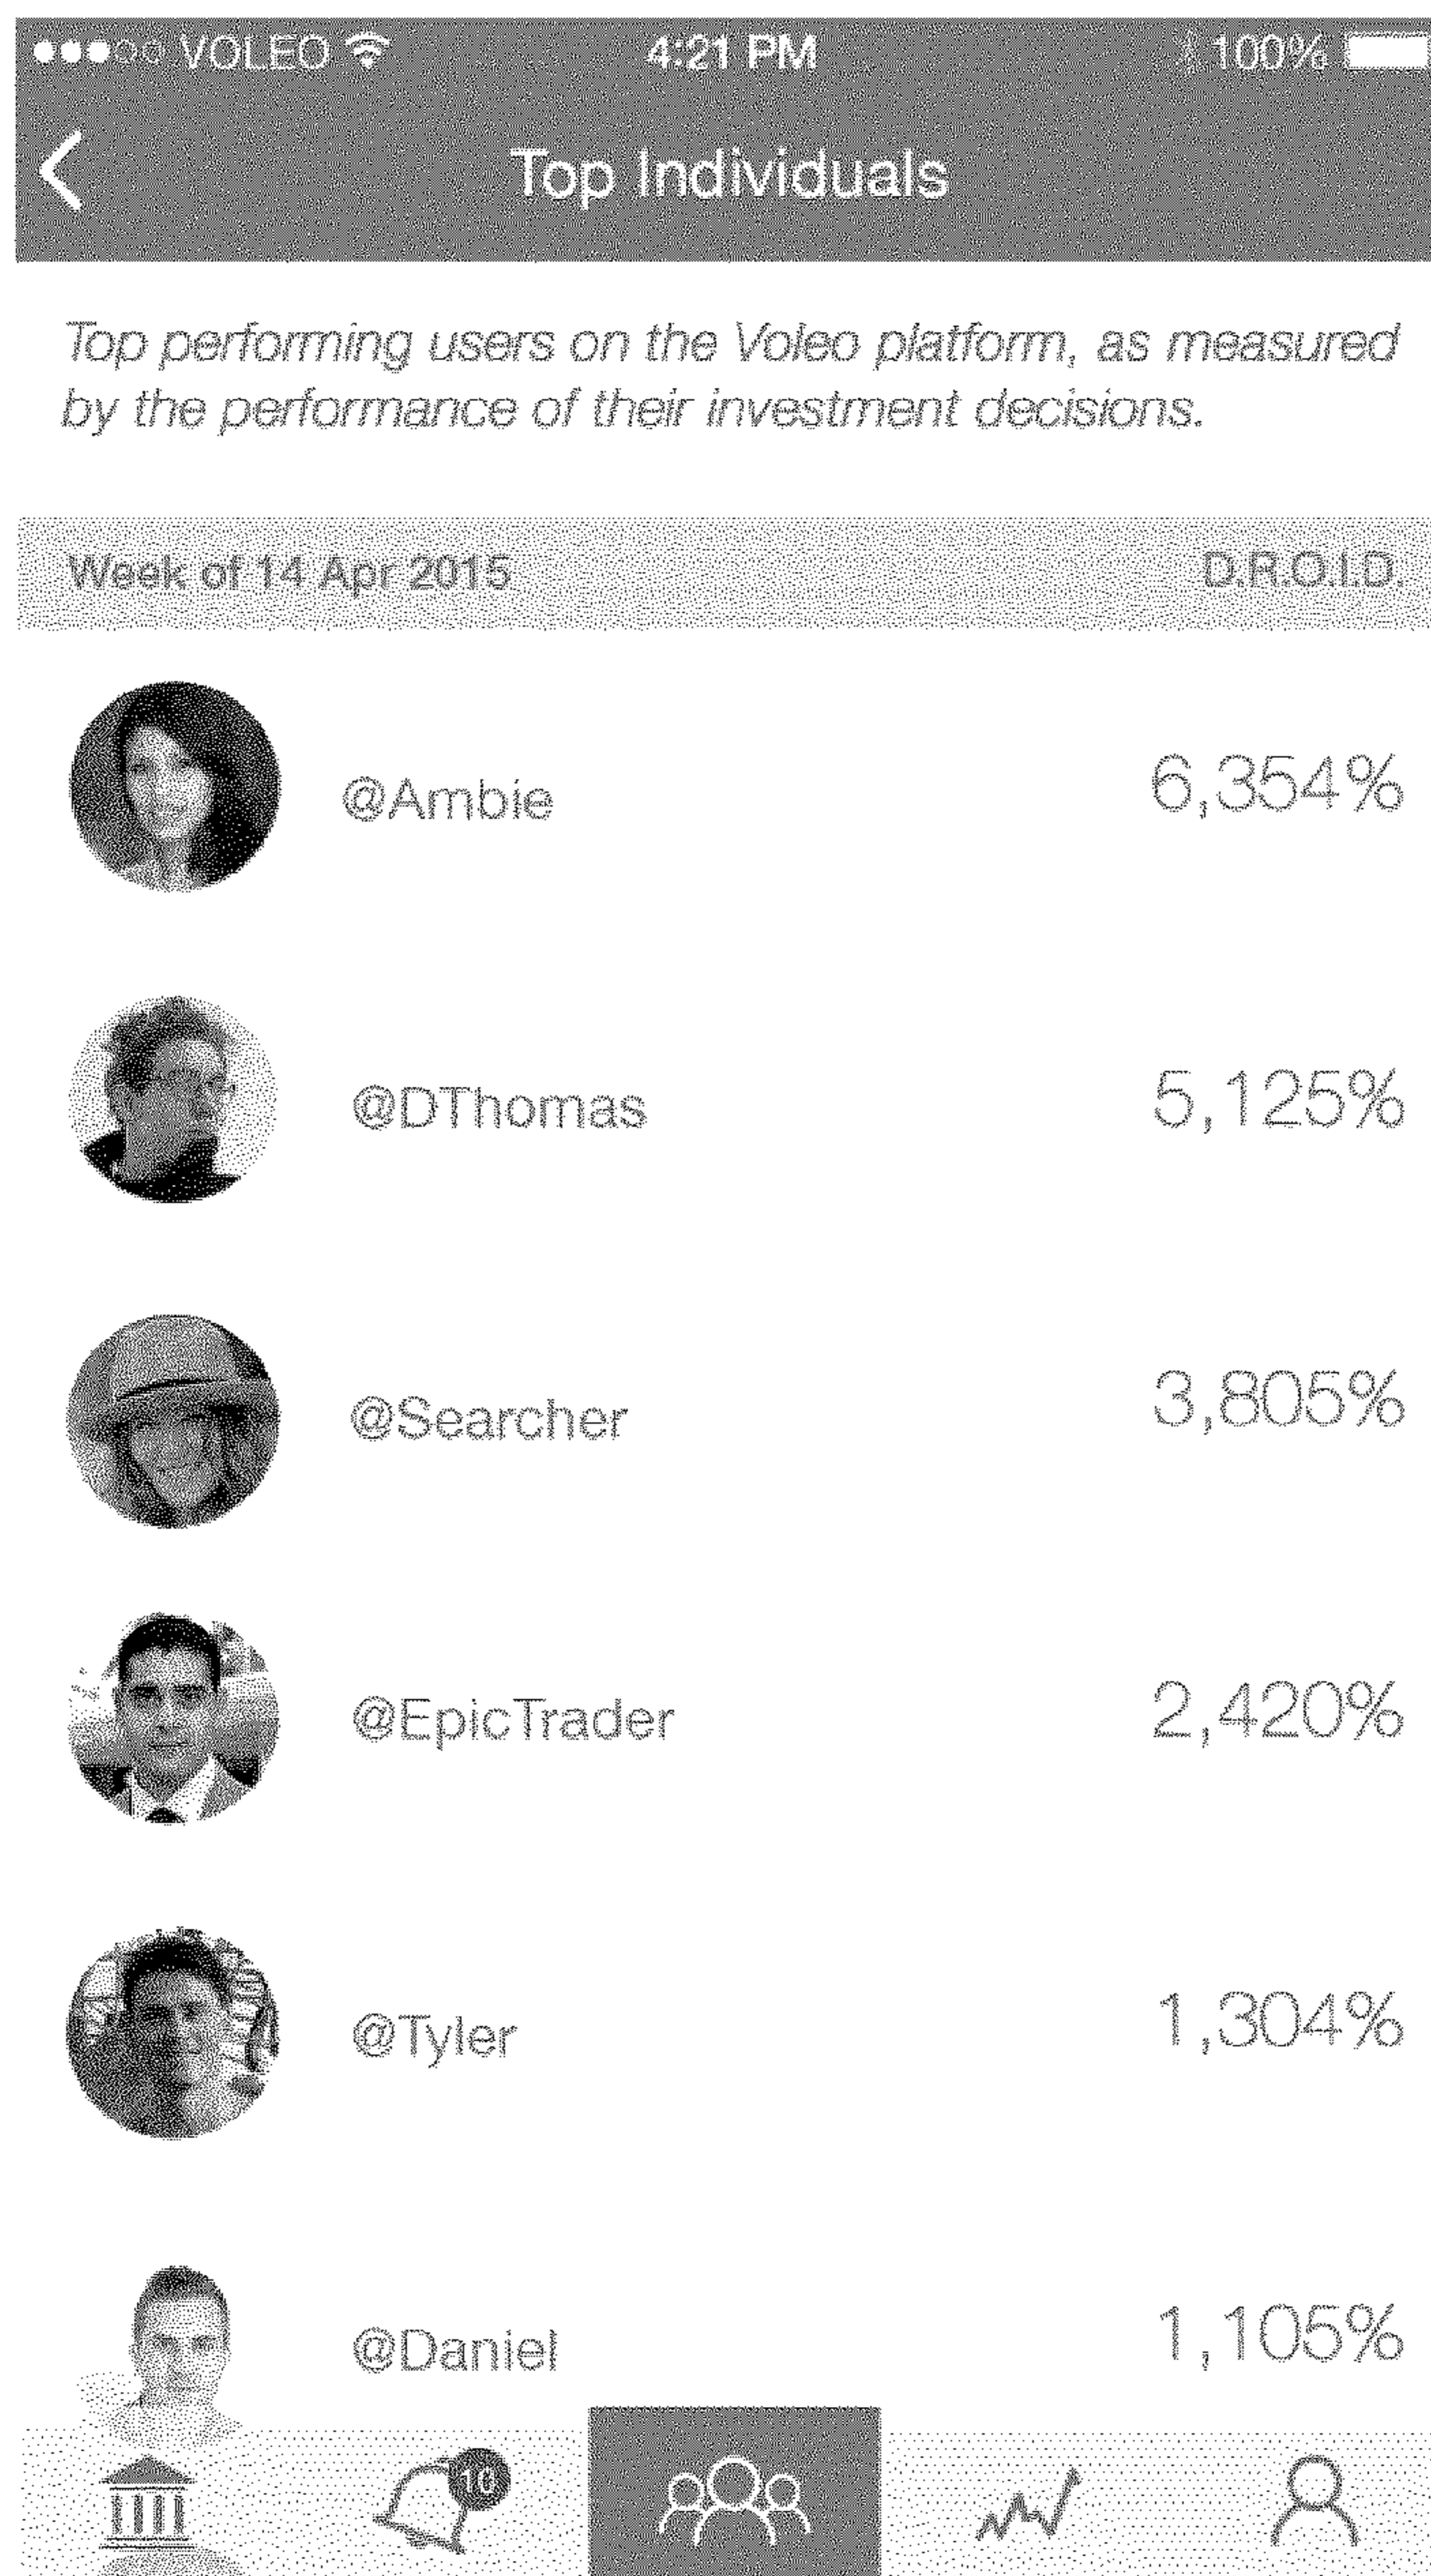 VOLEO 4:21 PM 100%
Top Individuals
Top performing users on the Voleo platform, as measured
by the performance of their investment decisions.
Week of 14 Apr 2015 D.R.O.I.D.
@Ambie 6,354%
@DThomas 5,125%
@Searcher 3,805%
@EpicTrader 2,420%
@Tyler 1,304%
@Daniel 1,105%
10